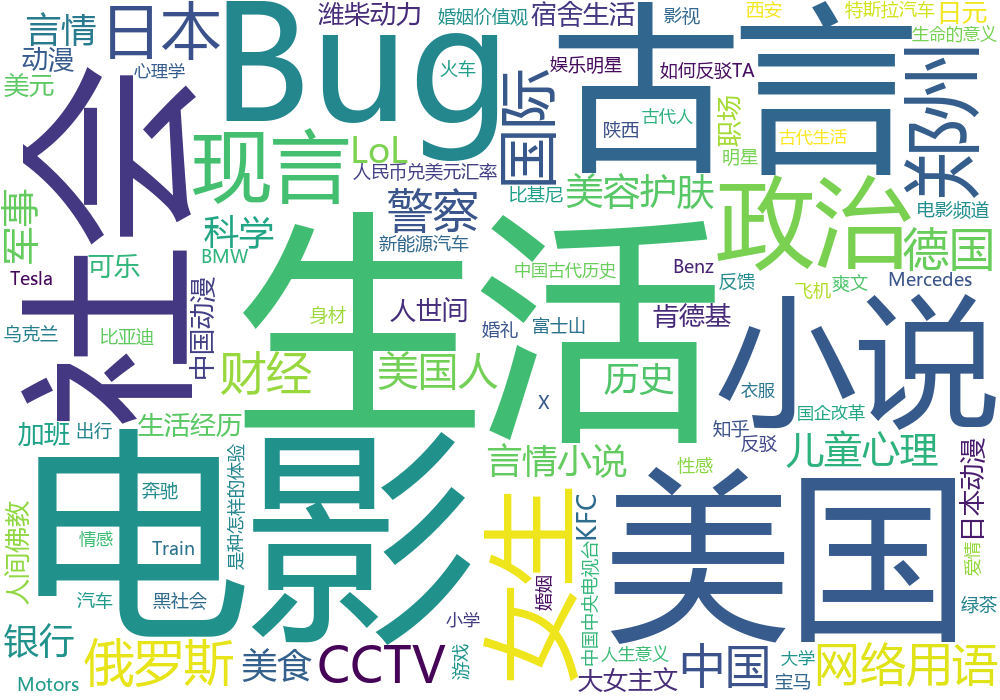 言情
日本
潍柴动力
婚姻价值观
宿舍生活
影视
西安
特斯拉汽车
日元
动漫
Bug
古言
生命的意义
美元
心理学
火车
娱乐明星
如何反驳TA
关际外
国际
陕西
古代人
职场
古代生活
明星
社会
现言
LoL
人民币兑美元汇率
比基尼
美容护肤
电影频道
军事
警察
政治
科学
德国
BMW
新能源汽车
Tesla
可乐
中国古代历史
Benz
反馈
飞机
爽文
Mercedes
生活
中国动漫
身材
人世间
婚礼
富士山
肯德基
小说
乌克兰
比亚迪
财经
美国人
历史
衣服
X
国企改革
加班
出行
生活经历
知乎
反驳
儿童心理
言情小说
性感
日本动漫
电影
是种怎样的体验
奔驰
女生
KFC
美国
人间佛教
情感
Train
中国中央电视台
爱情
汽车
黑社会
婚姻
绿茶
小学
银行
俄罗斯
美食
CCTV
游戏
人生意义
中国
大学
网络用语
Motors
大女主文
宝马